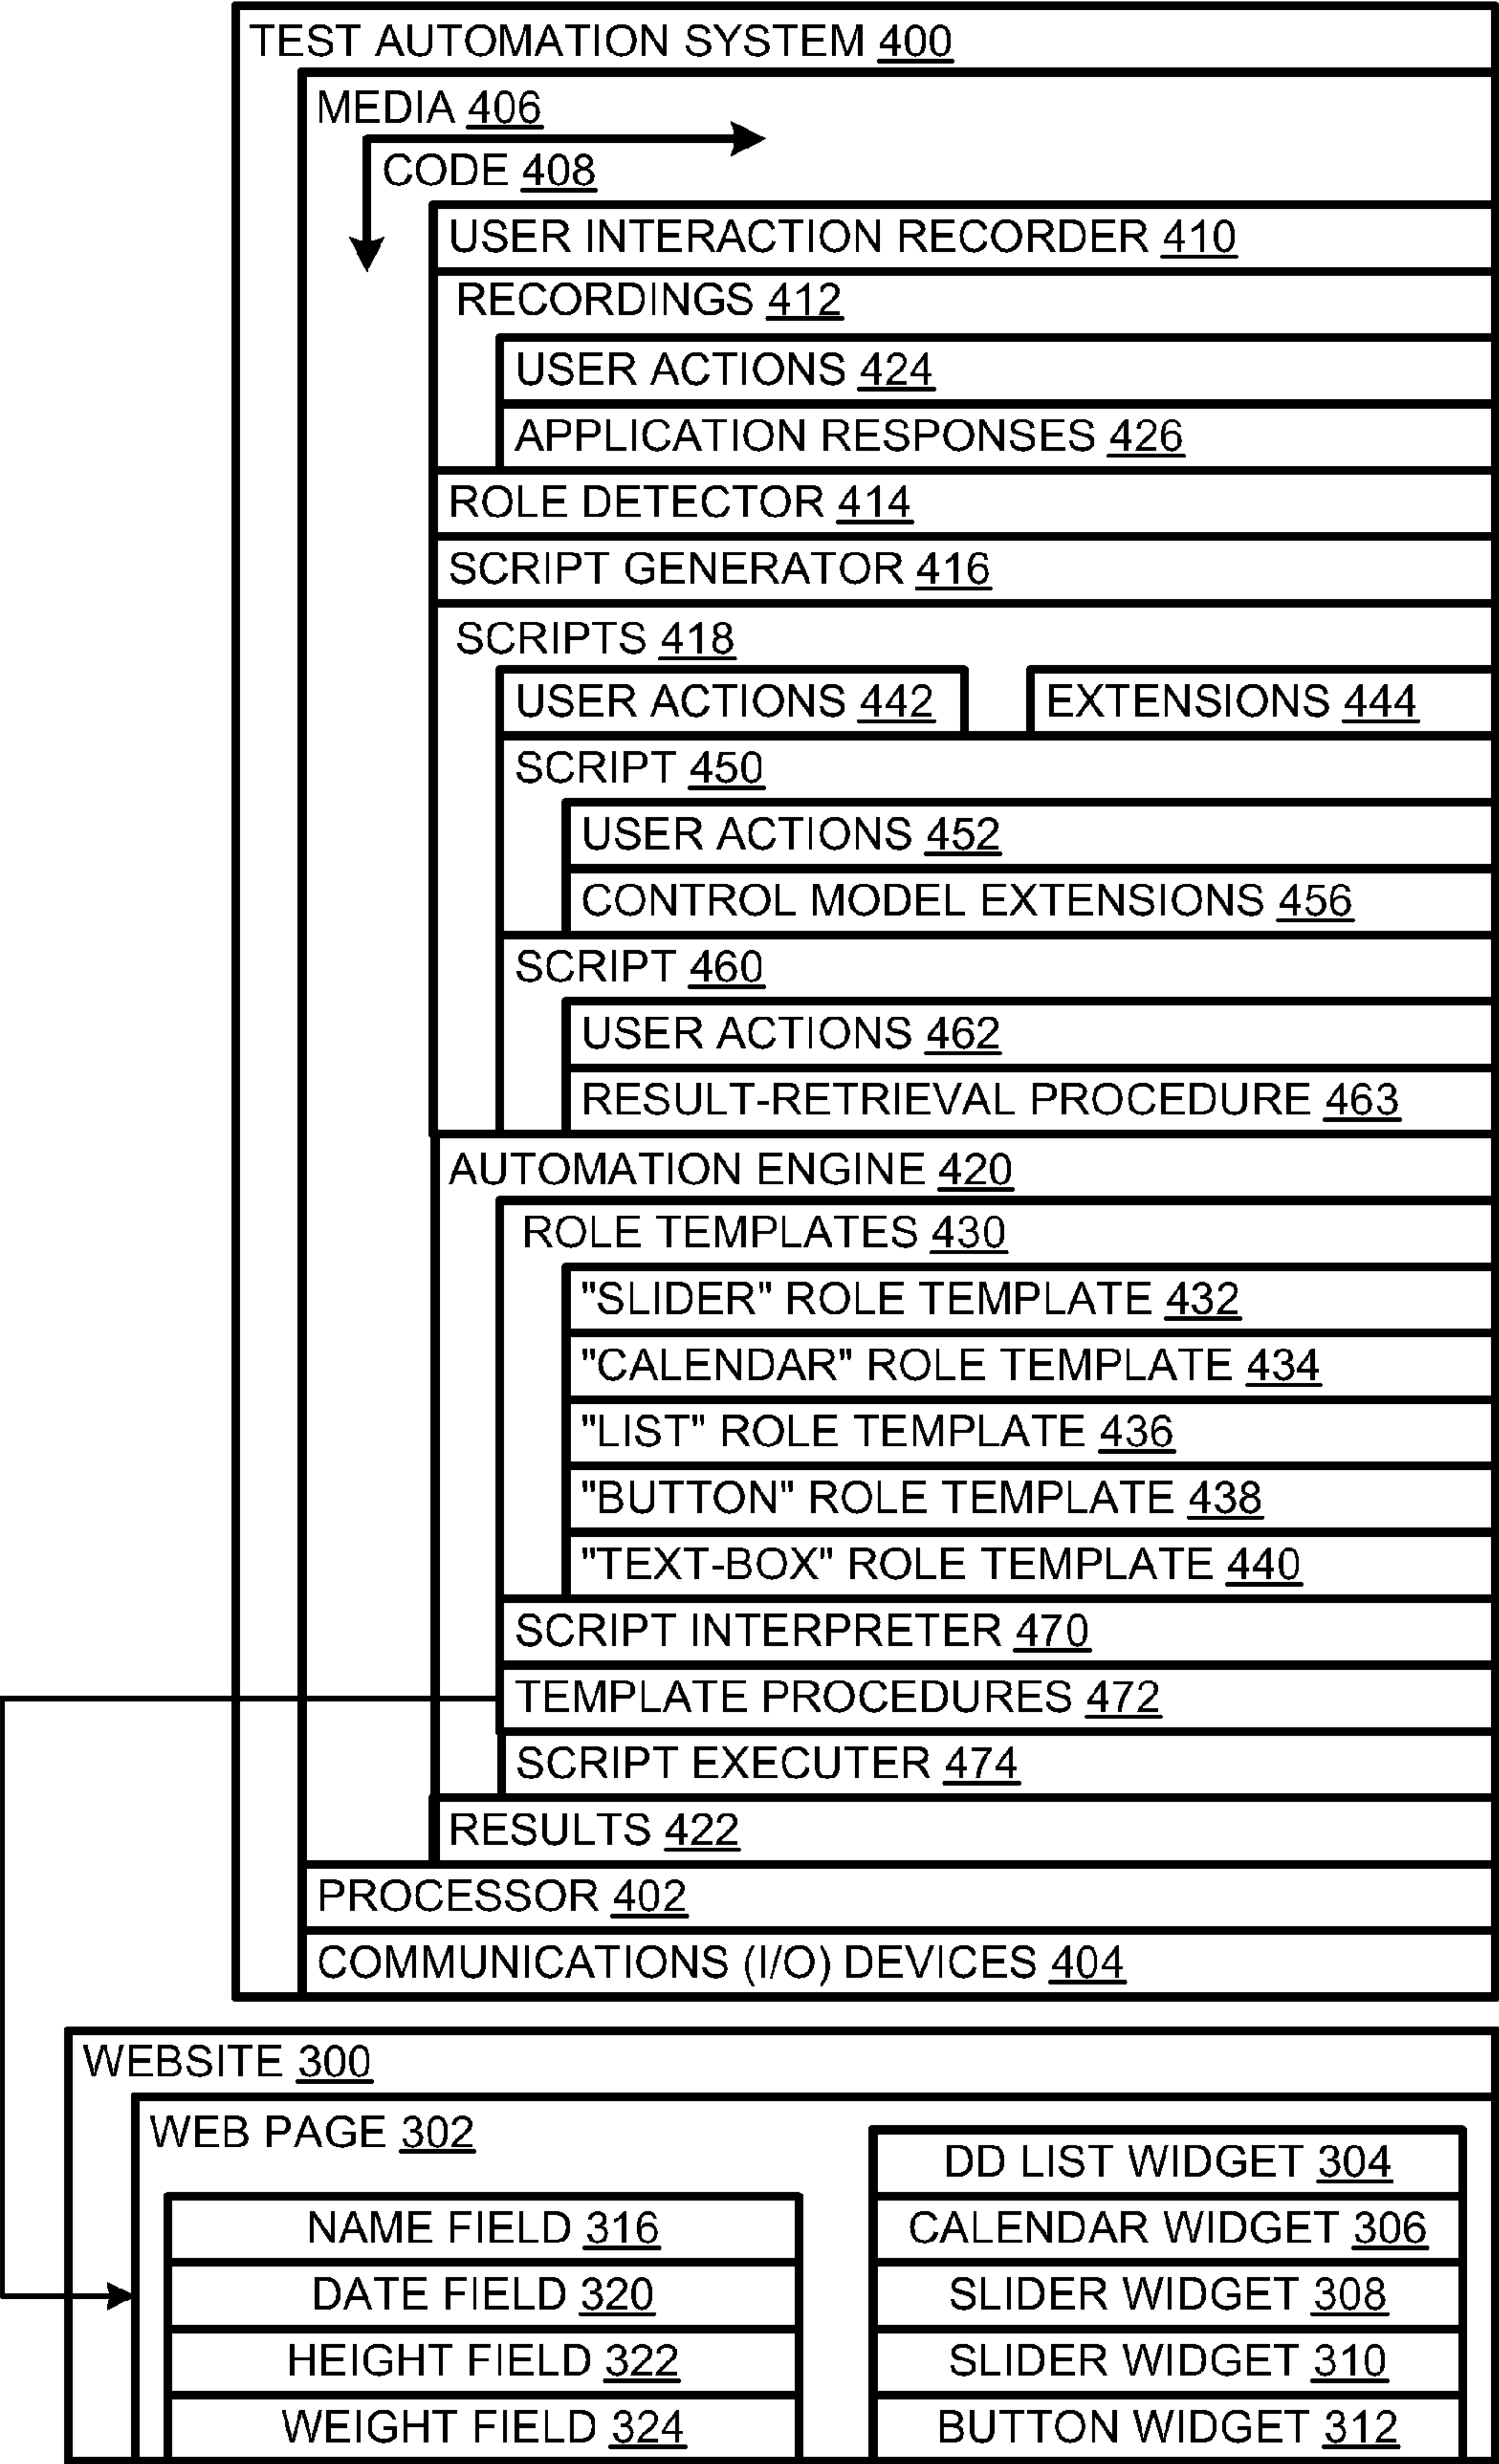 TEST AUTOMATION SYSTEM 400
MEDIA 406
CODE 408
USER INTERACTION RECORDER 410
RECORDINGS 412
USER ACTIONS 424
APPLICATION RESPONSES 426
ROLE DETECTOR 414
SCRIPT GENERATOR 416
SCRIPTS 418
USER ACTIONS 442
EXTENSIONS 444
SCRIPT 450
USER ACTIONS 452
CONTROL MODEL EXTENSIONS 456
SCRIPT 460
USER ACTIONS 462
RESULT-RETRIEVAL PROCEDURE 463
AUTOMATION ENGINE 420
ROLE TEMPLATES 430
"SLIDER" ROLE TEMPLATE 432
"CALENDAR" ROLE TEMPLATE 434
"LIST" ROLE TEMPLATE 436
"BUTTON" ROLE TEMPLATE 438
"TEXT-BOX" ROLE TEMPLATE 440
SCRIPT INTERPRETER 470
TEMPLATE PROCEDURES 472
SCRIPT EXECUTER 474
RESULTS 422
PROCESSOR 402
COMMUNICATIONS (I/O) DEVICES 404
WEBSITE 300
WEB PAGE 302
NAME FIELD 316
DATE FIELD 320
HEIGHT FIELD 322
WEIGHT FIELD 324
DD LIST WIDGET 304
CALENDAR WIDGET 306
SLIDER WIDGET 308
SLIDER WIDGET 310
BUTTON WIDGET 312